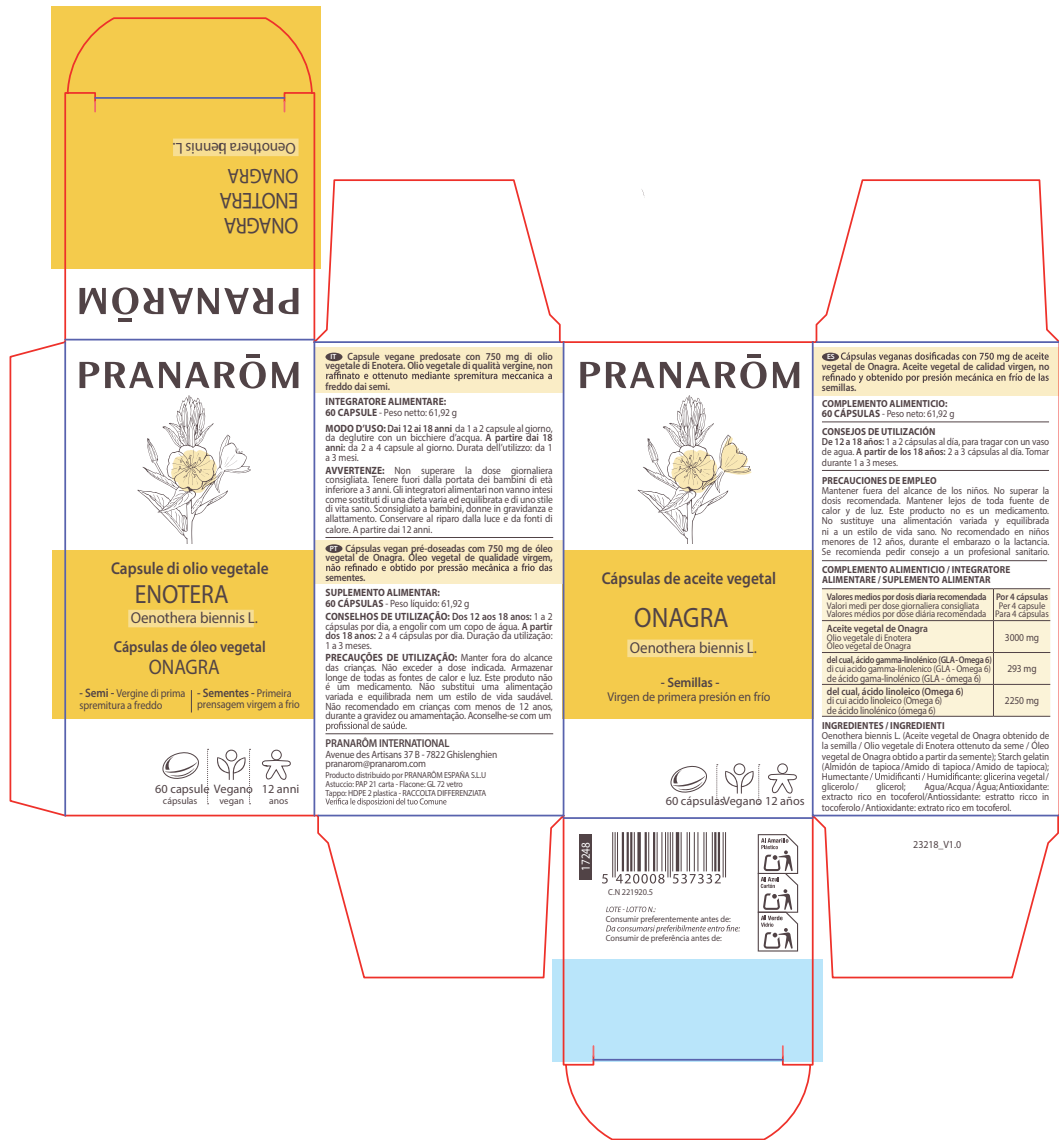 Oenothera biennis L.
ONAGRA
ENOTERA
ONAGRA
PRANARŌM
PRANARŌM
Capsule di olio vegetale
ENOTERA
Oenothera biennis L.
Cápsulas de óleo vegetal
ONAGRA
- Semi - Vergine di prima
spremitura a freddo
- Sementes - Primeira
prensagem virgem a frio
60 capsule
cápsulas
Vegano
vegan
12 anni
anos
IT Capsule vegane predosate con 750 mg di olio
vegetale di Enotera. Olio vegetale di qualità vergine, non
raffinato e ottenuto mediante spremitura meccanica a
freddo dai semi.
INTEGRATORE ALIMENTARE:
60 CAPSULE - Peso netto: 61,92 g
MODO D'USO: Dai 12 ai 18 anni da 1 a 2 capsule al giorno,
da deglutire con un bicchiere d'acqua. A partire dai 18
anni: da 2 a 4 capsule al giorno. Durata dell'utilizzo: da 1
a 3 mesi.
AVVERTENZE: Non superare la dose giornaliera
consigliata. Tenere fuori dalla portata dei bambini di età
inferiore a 3 anni. Gli integratori alimentari non vanno intesi
come sostituti di una dieta varia ed equilibrata e di uno stile
di vita sano. Sconsigliato a bambini, donne in gravidanza e
allattamento. Conservare al riparo dalla luce e da fonti di
calore. A partire dai 12 anni.
PT Cápsulas vegan pré-doseadas com 750 mg de óleo
vegetal de Onagra. Óleo vegetal de qualidade virgem,
não refinado e obtido por pressão mecânica a frio das
sementes.
SUPLEMENTO ALIMENTAR:
60 CÁPSULAS - Peso líquido: 61,92 g
CONSELHOS DE UTILIZAÇÃO: Dos 12 aos 18 anos: 1 a 2
cápsulas por dia, a engolir com um copo de água. A partir
dos 18 anos: 2 a 4 cápsulas por dia. Duração da utilização:
1 a 3 meses.
PRECAUÇÕES DE UTILIZAÇÃO: Manter fora do alcance
das crianças. Não exceder a dose indicada. Armazenar
longe de todas as fontes de calor e luz. Este produto não
é um medicamento. Não substitui uma alimentação
variada e equilibrada nem um estilo de vida saudável.
Não recomendado em crianças com menos de 12 anos,
durante a gravidez ou amamentação. Aconselhe-se com um
profissional de saúde.
PRANARŌM INTERNATIONAL
Avenue des Artisans 37 B - 7822 Ghislenghien
pranarom@pranarom.com
Producto distribuido por PRANARŌM ESPAÑA S.L.U
Astuccio: PAP 21 carta - Flacone: GL 72 vetro
Tappo: HDPE 2 plastica - RACCOLTA DIFFERENZIATA
Verifica le disposizioni del tuo Comune
PRANARŌM
Cápsulas de aceite vegetal
ONAGRA
Oenothera biennis L.
- Semillas -
Virgen de primera presión en frío
60 cápsulas
Vegano
12 años
ES Cápsulas veganas dosificadas con 750 mg de aceite
vegetal de Onagra. Aceite vegetal de calidad virgen, no
refinado y obtenido por presión mecánica en frío de las
semillas.
COMPLEMENTO ALIMENTICIO:
60 CÁPSULAS - Peso neto: 61,92 g
CONSEJOS DE UTILIZACIÓN
De 12 a 18 años: 1 a 2 cápsulas al día, para tragar con un vaso
de agua. A partir de los 18 años: 2 a 3 cápsulas al día. Tomar
durante 1 a 3 meses.
PRECAUCIONES DE EMPLEO
Mantener fuera del alcance de los niños. No superar la
dosis recomendada. Mantener lejos de toda fuente de
calor y de luz. Este producto no es un medicamento.
No sustituye una alimentación variada y equilibrada
ni a un estilo de vida sano. No recomendado en niños
menores de 12 años, durante el embarazo o la lactancia.
Se recomienda pedir consejo a un profesional sanitario.
COMPLEMENTO ALIMENTICIO / INTEGRATORE
ALIMENTARE / SUPLEMENTO ALIMENTAR
Valores medios por dosis diaria recomendada
Valori medi per dose giornaliera consigliata
Valores médios por dose diária recomendada
Por 4 cápsulas
Per 4 capsule
Para 4 cápsulas
Aceite vegetal de Onagra
Olio vegetale di Enotera
Óleo vegetal de Onagra
3000 mg
del cual, ácido gamma-linolénico (GLA - Omega 6)
di cui acido gamma-linolenico (GLA - Omega 6)
de ácido gama-linolénico (GLA - ómega 6)
293 mg
del cual, ácido linoleico (Omega 6)
di cui acido linoleico (Omega 6)
de ácido linolénico (ómega 6)
2250 mg
INGREDIENTES / INGREDIENTI
Oenothera biennis L. (Aceite vegetal de Onagra obtenido de
la semilla / Olio vegetale di Enotera ottenuto da seme / Óleo
vegetal de Onagra obtido a partir da semente); Starch gelatin
(Almidón de tapioca / Amido di tapioca / Amido de tapioca);
Humectante / Umidificanti / Humidificante: glicerina vegetal /
glicerolo / glicerol; Agua/Acqua/Água; Antioxidante:
extracto rico en tocoferol/Antiossidante: estratto ricco in
tocoferolo / Antioxidante: extrato rico em tocoferol.
17248
5 420008 537332
C.N 221920.5
LOTE - LOTTO N.:
Consumir preferentemente antes de:
Da consumarsi preferibilmente entro fine:
Consumir de preferência antes de:
Al Amarillo
Plástico
Al Azul
Cartón
Al Verde
Vidrio
23218_V1.0